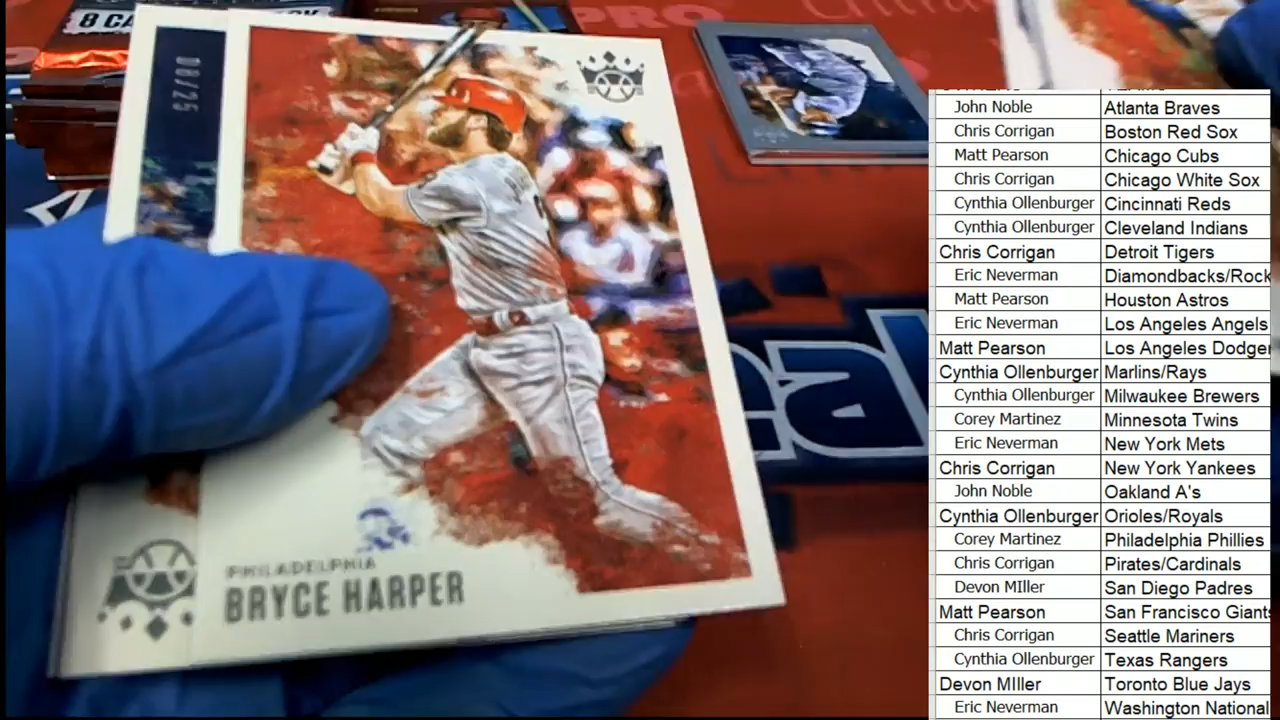 8 CA
PRO
08/25
PHILADELPHIA
BRYCE HARPER
John Noble Atlanta Braves
Chris Corrigan Boston Red Sox
Matt Pearson Chicago Cubs
Chris Corrigan Chicago White Sox
Cynthia Ollenburger Cincinnati Reds
Cynthia Ollenburger Cleveland Indians
Chris Corrigan Detroit Tigers
Eric Neverman Diamondbacks/Rock
Matt Pearson Houston Astros
Eric Neverman Los Angeles Angels
Matt Pearson Los Angeles Dodger
Cynthia Ollenburger Marlins/Rays
Cynthia Ollenburger Milwaukee Brewers
Corey Martinez Minnesota Twins
Eric Neverman New York Mets
Chris Corrigan New York Yankees
John Noble Oakland A's
Cynthia Ollenburger Orioles/Royals
Corey Martinez Philadelphia Phillies
Chris Corrigan Pirates/Cardinals
Devon MIller San Diego Padres
Matt Pearson San Francisco Giants
Chris Corrigan Seattle Mariners
Cynthia Ollenburger Texas Rangers
Devon MIller Toronto Blue Jays
Eric Neverman Washington National